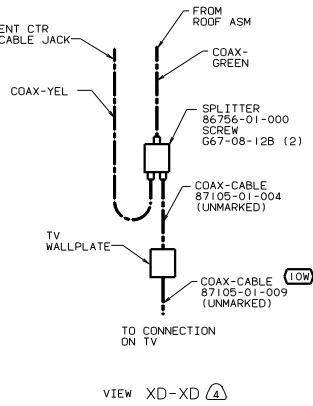 FROM
ROOF ASM
ENT CTR
CABLE JACK
COAX-
GREEN
COAX-YEL
SPLITTER
86756-01-000
SCREW
G67-08-12B (2)
COAX-CABLE
87105-01-004
(UNMARKED)
TV
WALLPLATE
COAX-CABLE
87105-01-009
(UNMARKED)
10W
TO CONNECTION
ON TV
VIEW XD-XD 4